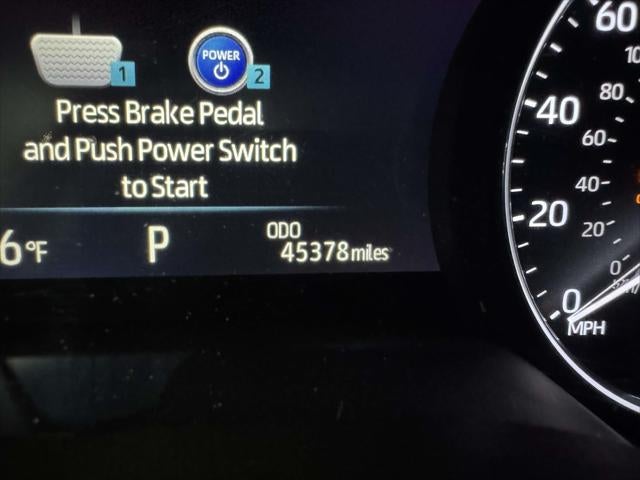 POWER
1
2
Press Brake Pedal
and Push Power Switch
to Start
6°F
P
ODO
45378 miles
60
40
20
0
MPH
80
60
40
20
0